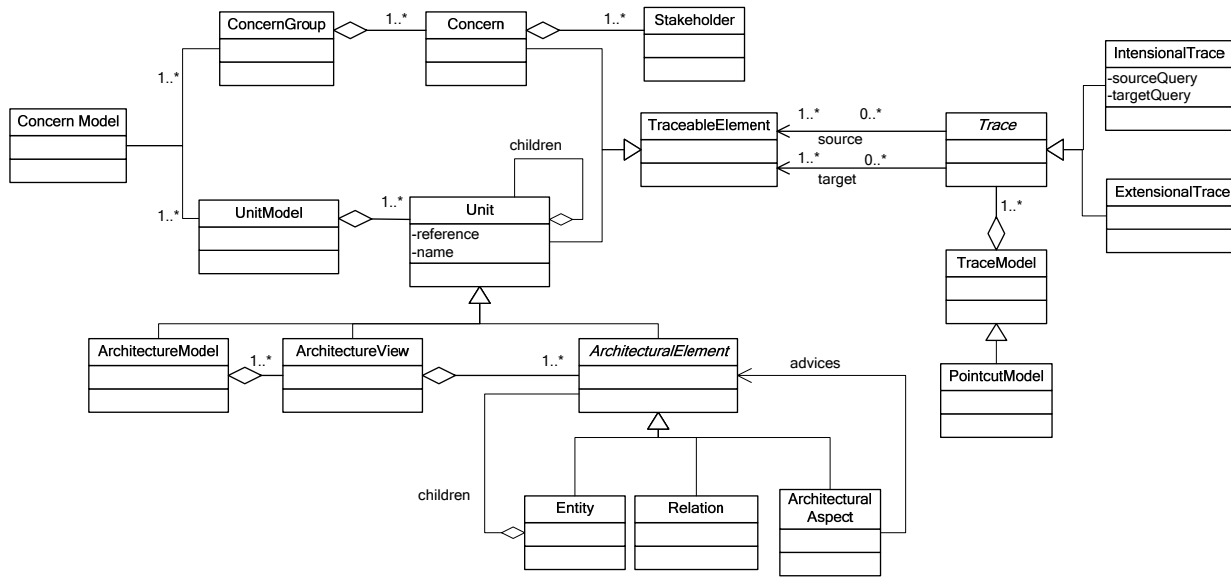 ConcernGroup
1..*
Concern
1..*
Stakeholder
IntensionalTrace
-sourceQuery
-targetQuery
1..*
Concern Model
TraceableElement
1..*
0..*
source
Trace
1..*
0..*
target
children
ExtensionalTrace
1..*
UnitModel
1..*
Unit
-reference
-name
1..*
TraceModel
ArchitectureModel
1..*
ArchitectureView
1..*
ArchitecturalElement
advices
PointcutModel
children
Entity
Relation
Architectural
Aspect